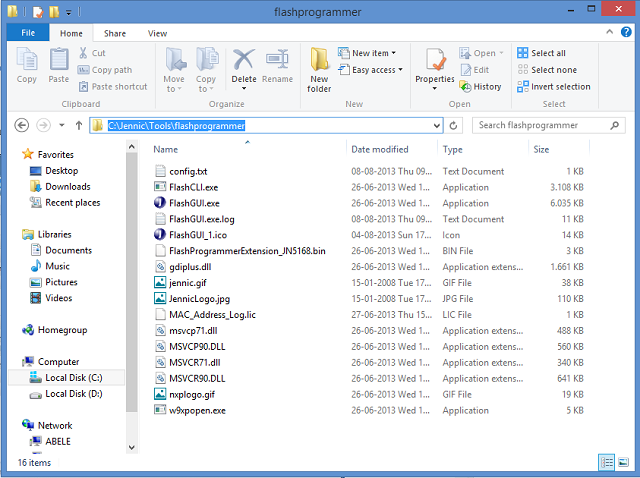 flashprogrammer
File Home Share View
Copy Paste Cut Copy path Paste shortcut
Clipboard
Move to Copy to Delete Rename
Organize
New folder New item Easy access
New
Properties Open Edit History
Open
Select all Select none Invert selection
Select
C:\Jennic\Tools\flashprogrammer Search flashprogrammer
Favorites
Desktop
Downloads
Recent places
Libraries
Documents
Music
Pictures
Videos
Homegroup
Computer
Local Disk (C:)
Local Disk (D:)
Network
ABELE
Name Date modified Type Size
config.txt 08-08-2013 Thu 09... Text Document 1 KB
FlashCLI.exe 26-06-2013 Wed 1... Application 3.108 KB
FlashGUI.exe 26-06-2013 Wed 1... Application 6.035 KB
FlashGUI.exe.log 08-08-2013 Thu 09... Text Document 11 KB
FlashGUI_1.ico 04-08-2013 Sun 17... Icon 14 KB
FlashProgrammerExtension_JN5168.bin 26-06-2013 Wed 1... BIN File 3 KB
gdiplus.dll 26-06-2013 Wed 1... Application extens... 1.661 KB
jennic.gif 15-01-2008 Tue 17... GIF File 38 KB
JennicLogo.jpg 15-01-2008 Tue 17... JPG File 110 KB
MAC_Address_Log.lic 27-06-2013 Thu 15... LIC File 1 KB
msvcp71.dll 26-06-2013 Wed 1... Application extens... 488 KB
MSVCP90.DLL 26-06-2013 Wed 1... Application extens... 560 KB
MSVCR71.dll 26-06-2013 Wed 1... Application extens... 340 KB
MSVCR90.DLL 26-06-2013 Wed 1... Application extens... 641 KB
nxplogo.gif 26-06-2013 Wed 1... GIF File 19 KB
w9xpopen.exe 26-06-2013 Wed 1... Application 5 KB
16 items